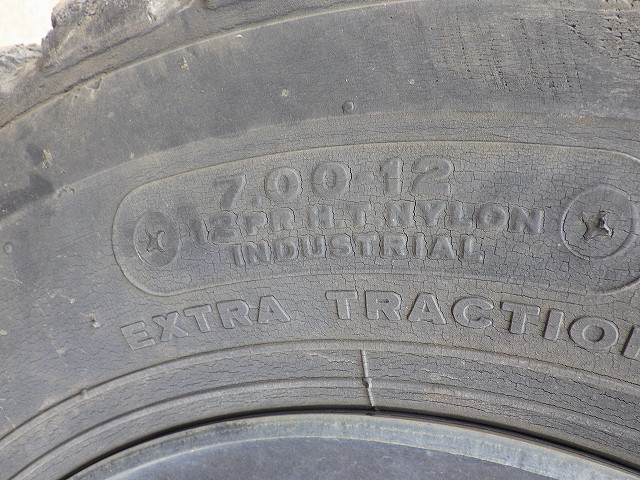 7.00-12
12PR H.T. NYLON
INDUSTRIAL
EXTRA TRACTION